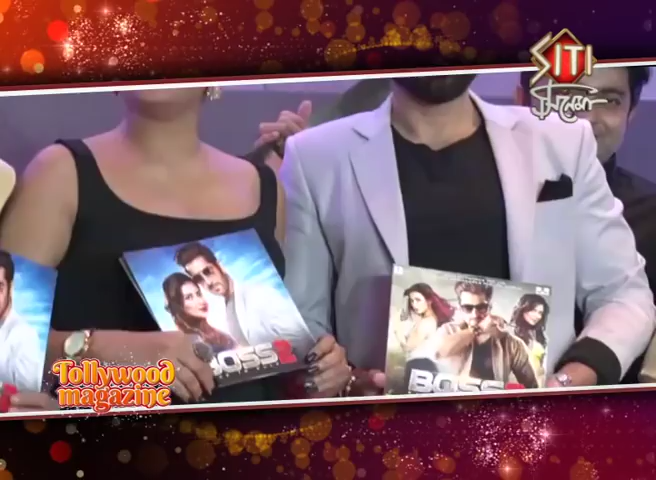 SITI
সিনেমা
BOSS 2
BOSS 2
Tollywood
magazine